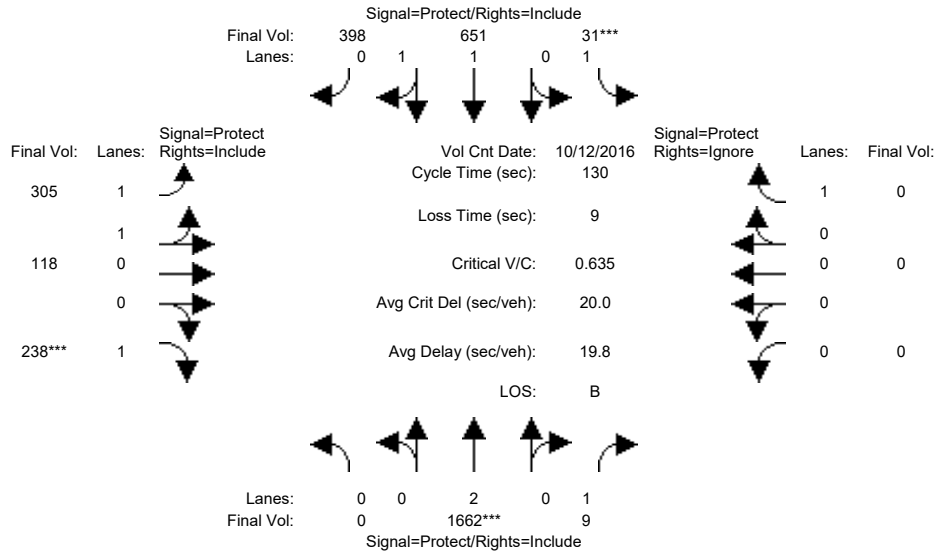 Signal=Protect/Rights=Include
Final Vol: 398 651 31***
Lanes: 0 1 1 0 1
Signal=Protect Signal=Protect
Final Vol: Lanes: Rights=Include Vol Cnt Date: 10/12/2016 Rights=Ignore Lanes: Final Vol:
Cycle Time (sec): 130
305 1 1 0
Loss Time (sec): 9
1 0
118 0 Critical V/C: 0.635 0 0
0 Avg Crit Del (sec/veh): 20.0 0
238*** 1 Avg Delay (sec/veh): 19.8 0 0
LOS: B
Lanes: 0 0 2 0 1
Final Vol: 0 1662*** 9
Signal=Protect/Rights=Include